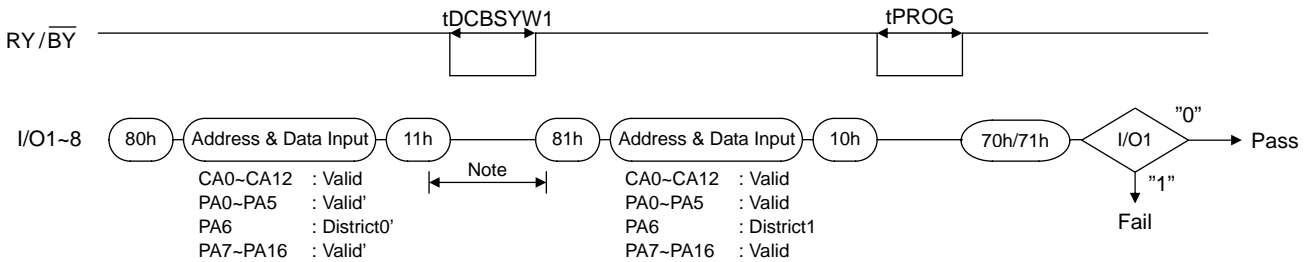 tDCBSYW1
tPROG
RY/BY
I/O1~8
80h
Address & Data Input
11h
81h
Address & Data Input
10h
70h/71h
I/O1
"0"
Pass
Note
"1"
Fail
CA0~CA12 : Valid
PA0~PA5 : Valid’
PA6 : District0’
PA7~PA16 : Valid’
CA0~CA12 : Valid
PA0~PA5 : Valid
PA6 : District1
PA7~PA16 : Valid